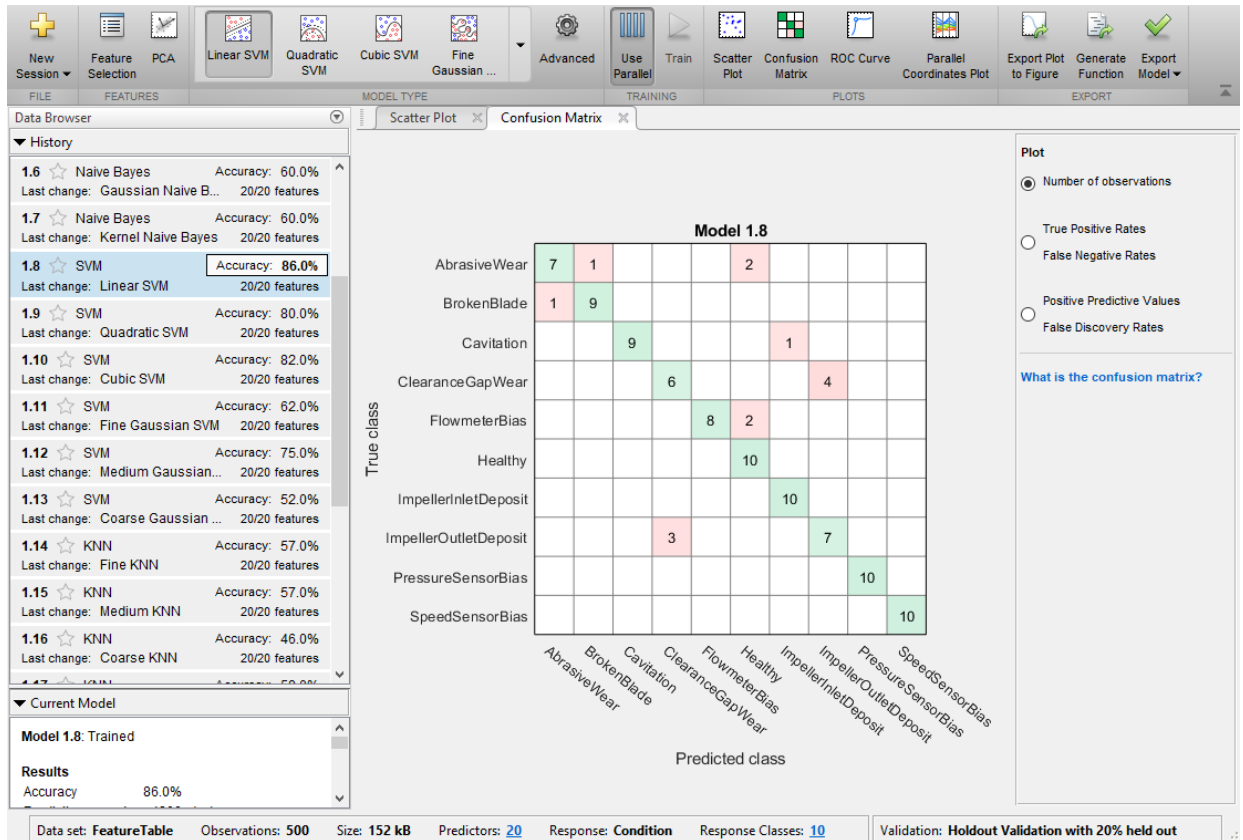 New Session
Feature Selection
PCA
Linear SVM
Quadratic SVM
Cubic SVM
Fine Gaussian ...
Advanced
Use Parallel
Train
Scatter Plot
Confusion Matrix
ROC Curve
Parallel Coordinates Plot
Export Plot to Figure
Generate Function
Export Model
FILE
FEATURES
MODEL TYPE
TRAINING
PLOTS
EXPORT
Data Browser
History
1.6 Naive Bayes Accuracy: 60.0%
Last change: Gaussian Naive B... 20/20 features
1.7 Naive Bayes Accuracy: 60.0%
Last change: Kernel Naive Bayes 20/20 features
1.8 SVM Accuracy: 86.0%
Last change: Linear SVM 20/20 features
1.9 SVM Accuracy: 80.0%
Last change: Quadratic SVM 20/20 features
1.10 SVM Accuracy: 82.0%
Last change: Cubic SVM 20/20 features
1.11 SVM Accuracy: 62.0%
Last change: Fine Gaussian SVM 20/20 features
1.12 SVM Accuracy: 75.0%
Last change: Medium Gaussian... 20/20 features
1.13 SVM Accuracy: 52.0%
Last change: Coarse Gaussian ... 20/20 features
1.14 KNN Accuracy: 57.0%
Last change: Fine KNN 20/20 features
1.15 KNN Accuracy: 57.0%
Last change: Medium KNN 20/20 features
1.16 KNN Accuracy: 46.0%
Last change: Coarse KNN 20/20 features
Current Model
Model 1.8: Trained
Results
Accuracy 86.0%
Scatter Plot
Confusion Matrix
Model 1.8
True class
AbrasiveWear 7 1 2
BrokenBlade 1 9
Cavitation 9 1
ClearanceGapWear 6 4
FlowmeterBias 8 2
Healthy 10
ImpellerInletDeposit 10
ImpellerOutletDeposit 3 7
PressureSensorBias 10
SpeedSensorBias 10
AbrasiveWear
BrokenBlade
Cavitation
ClearanceGapWear
FlowmeterBias
Healthy
ImpellerInletDeposit
ImpellerOutletDeposit
PressureSensorBias
SpeedSensorBias
Predicted class
Plot
Number of observations
True Positive Rates
False Negative Rates
Positive Predictive Values
False Discovery Rates
What is the confusion matrix?
Data set: FeatureTable Observations: 500 Size: 152 kB Predictors: 20 Response: Condition Response Classes: 10
Validation: Holdout Validation with 20% held out